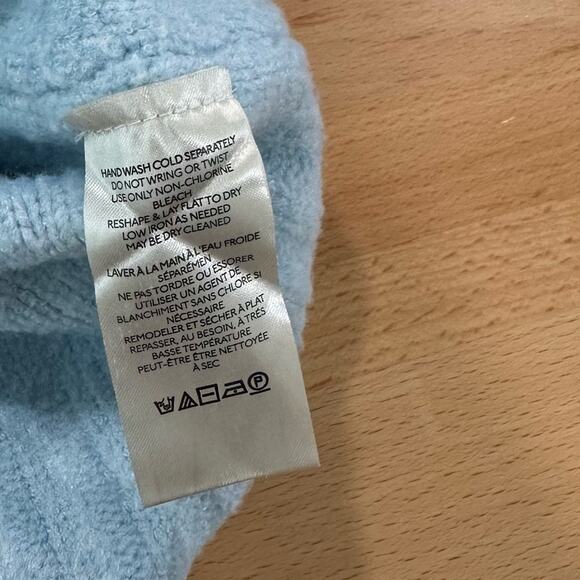 HAND WASH COLD SEPARATELY
DO NOT WRING OR TWIST
USE ONLY NON-CHLORINE
BLEACH
RESHAPE & LAY FLAT TO DRY
LOW IRON AS NEEDED
MAY BE DRY CLEANED
LAVER À LA MAIN À L'EAU FROIDE
SÉPARÉMEN
NE PAS TORDRE OU ESSORER
UTILISER UN AGENT DE
BLANCHIMENT SANS CHLORE SI
NÉCESSAIRE
REMODELER ET SÉCHER À PLAT
REPASSER, AU BESOIN, À TRÈS
BASSE TEMPÉRATURE
PEUT-ÊTRE ÊTRE NETTOYÉE
À SEC
P